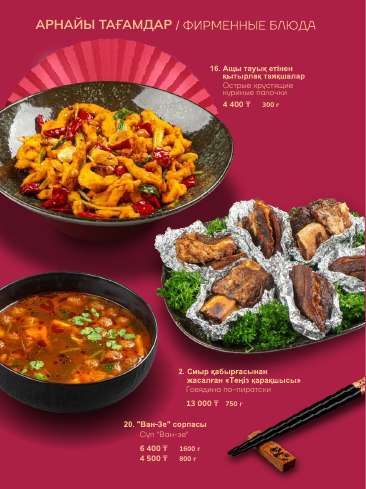 АРНАЙЫ ТАҒАМДАР / ФИРМЕННЫЕ БЛЮДА
16. Ащы тауық етінен
қытырлақ таяқшалар
Острые хрустящие
куриные палочки
4 400 ₸ 300 г
2. Сиыр қабырғасынан
жасалған «Теңіз қарақшысы»
Говядина по-пиратски
13 000 ₸ 750 г
20. "Ван-Зе" сорпасы
Суп "Ван-зе"
6 400 ₸ 1600 г
4 500 ₸ 800 г